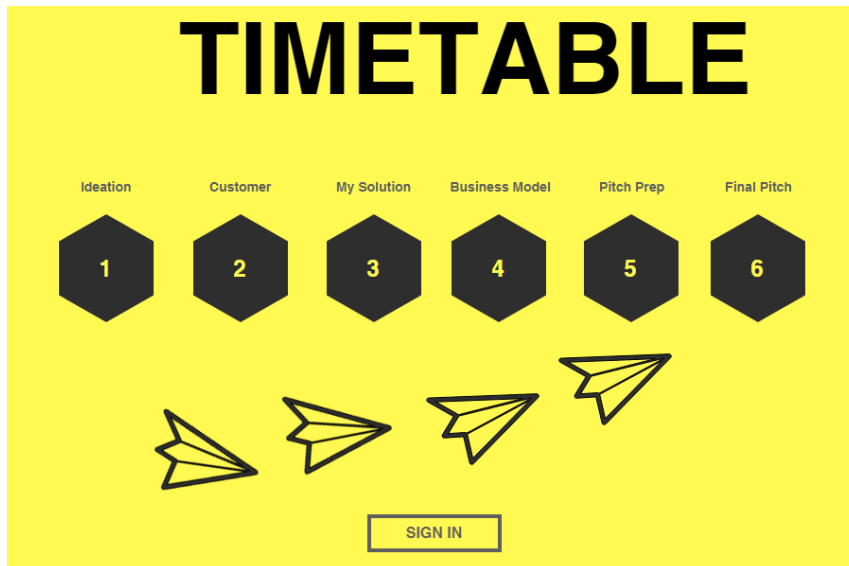 TIMETABLE
Ideation Customer My Solution Business Model Pitch Prep Final Pitch
1 2 3 4 5 6
SIGN IN